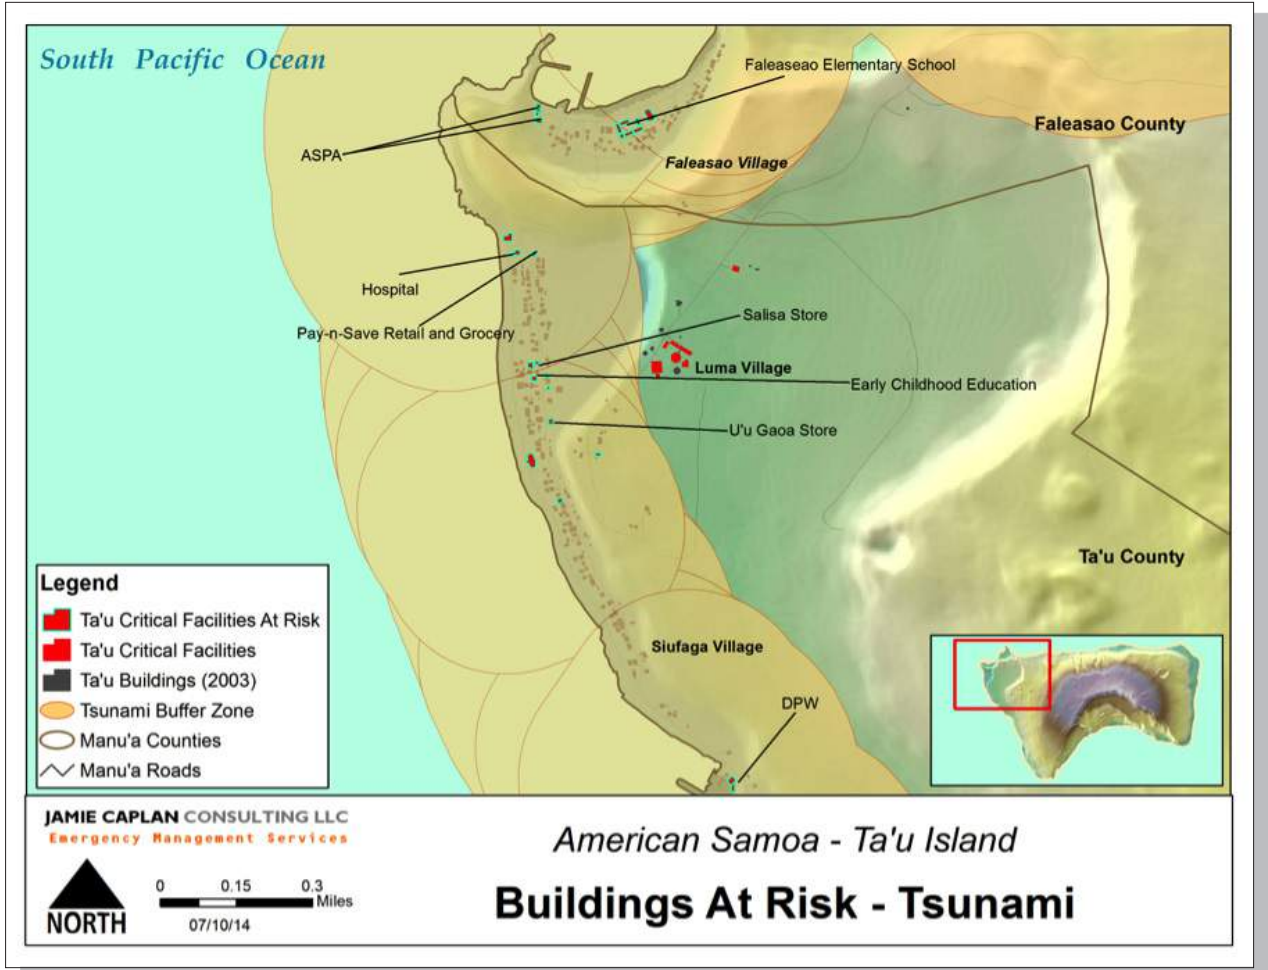 South Pacific Ocean
Faleaseao Elementary School
Faleasao County
ASPA
Faleasao Village
Hospital
Pay-n-Save Retail and Grocery
Salisa Store
Luma Village
Early Childhood Education
U'u Gaoa Store
Ta'u County
Siufaga Village
DPW
Legend
Ta'u Critical Facilities At Risk
Ta'u Critical Facilities
Ta'u Buildings (2003)
Tsunami Buffer Zone
Manu'a Counties
Manu'a Roads
JAMIE CAPLAN CONSULTING LLC
Emergency Management Services
NORTH
0 0.15 0.3
Miles
07/10/14
American Samoa - Ta'u Island
Buildings At Risk - Tsunami